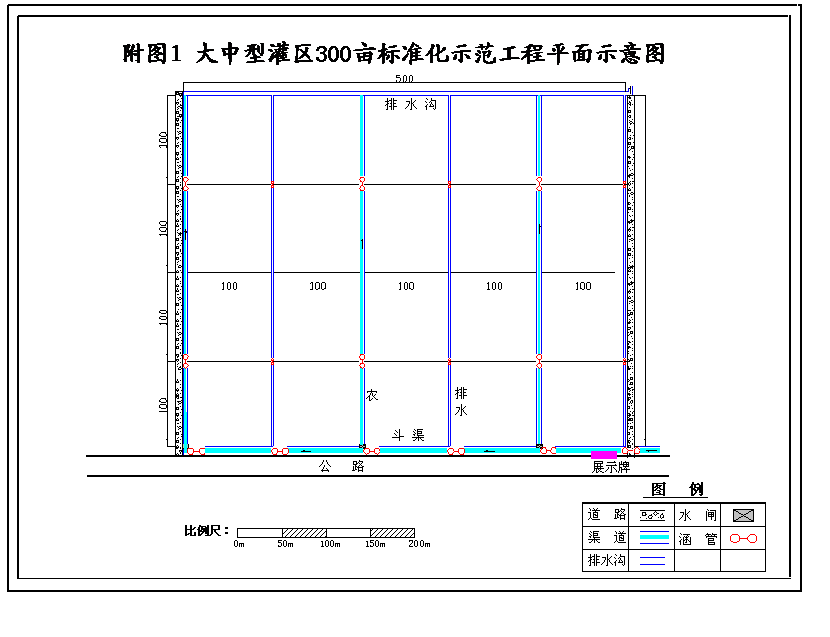 附图1 大中型灌区300亩标准化示范工程平面示意图
500
排 水 沟
100
100
100 100 100 100 100
100
100
农
排
水
斗 渠
公 路
展示牌
图 例
道 路 水 闸
渠 道 涵 管
排水沟
比例尺：
0m 50m 100m 150m 200m